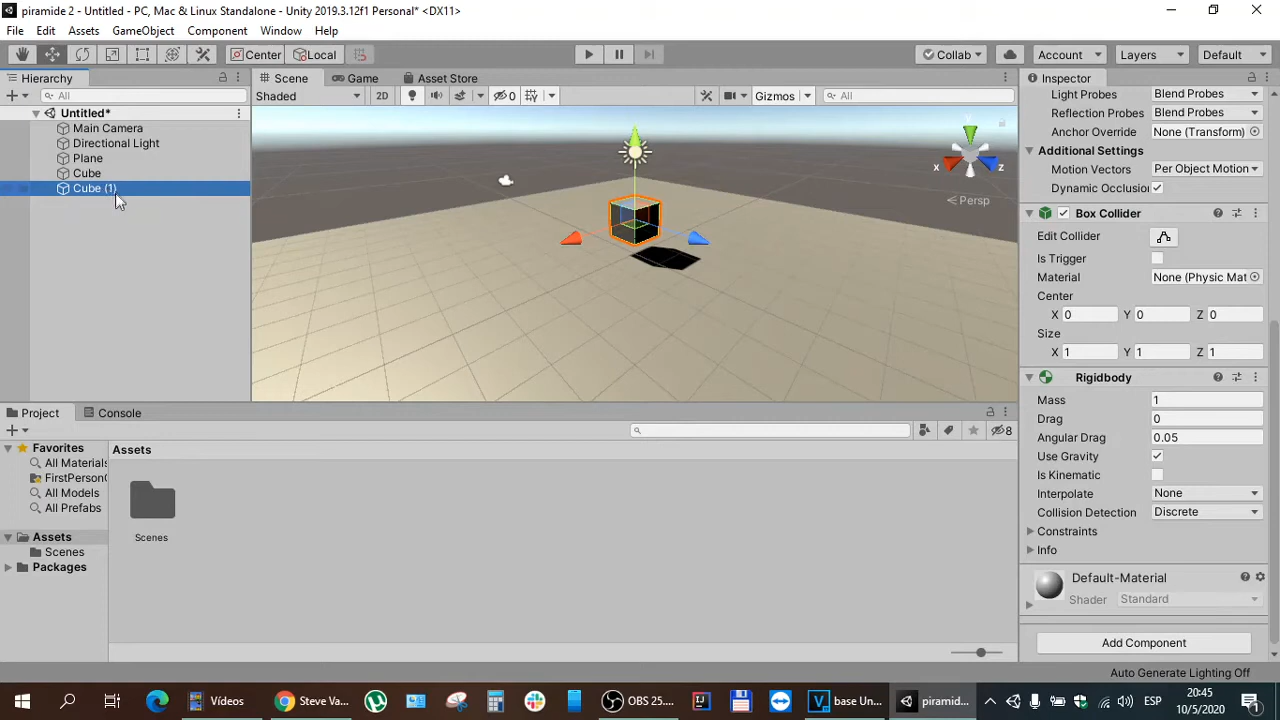 piramide 2 - Untitled - PC, Mac & Linux Standalone - Unity 2019.3.12f1 Personal* <DX11>
File Edit Assets GameObject Component Window Help
Center Local Collab Account Layers Default
Hierarchy
All
Untitled*
Main Camera
Directional Light
Plane
Cube
Cube (1)
Scene Game Asset Store
Shaded 2D 0 Gizmos All
y
x z
Persp
Inspector
Light Probes Blend Probes
Reflection Probes Blend Probes
Anchor Override None (Transform)
Additional Settings
Motion Vectors Per Object Motion
Dynamic Occlusion
Box Collider
Edit Collider
Is Trigger
Material None (Physic Mat
Center
X 0 Y 0 Z 0
Size
X 1 Y 1 Z 1
Rigidbody
Mass 1
Drag 0
Angular Drag 0.05
Use Gravity
Is Kinematic
Interpolate None
Collision Detection Discrete
Constraints
Info
Default-Material
Shader Standard
Add Component
Project Console
8
Favorites
All Materials
FirstPersonC
All Models
All Prefabs
Assets
Scenes
Packages
Assets
Scenes
Auto Generate Lighting Off
Vídeos Steve Va... OBS 25.... base Un... piramid... ESP 20:45
10/5/2020 1